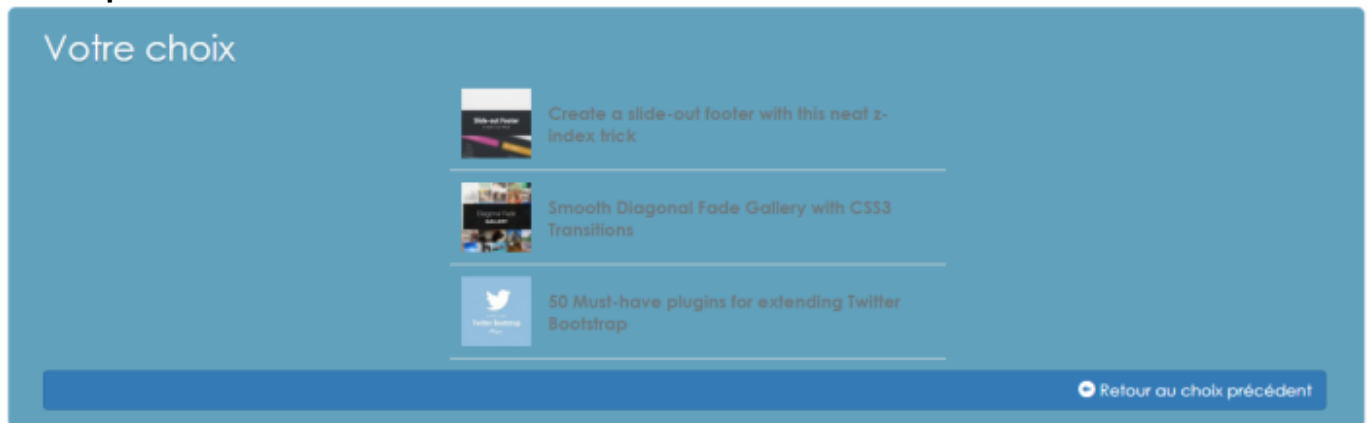 Votre choix
Slide-out Footer
Create a slide-out footer with this neat z-
index trick
Diagonal Fade
GALLERY
Smooth Diagonal Fade Gallery with CSS3
Transitions
Twitter Bootstrap
50 Must-have plugins for extending Twitter
Bootstrap
Retour au choix précédent